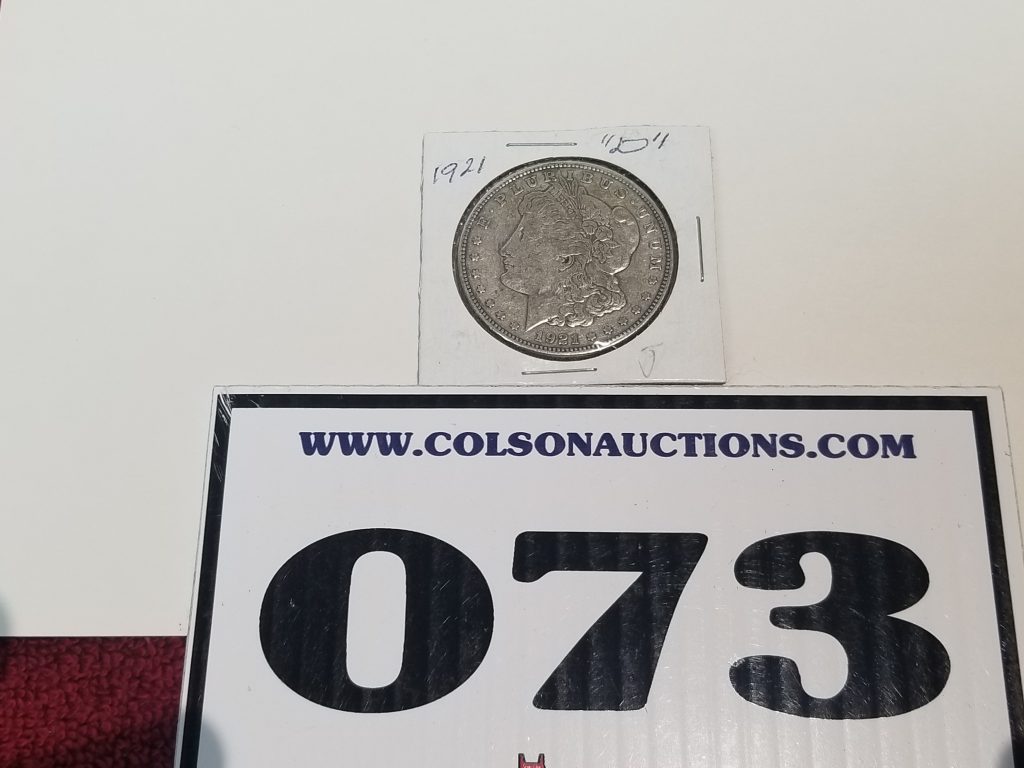 1921 "D"
E·PLURIBUS·UNUM
1921
J
WWW.COLSONAUCTIONS.COM
073